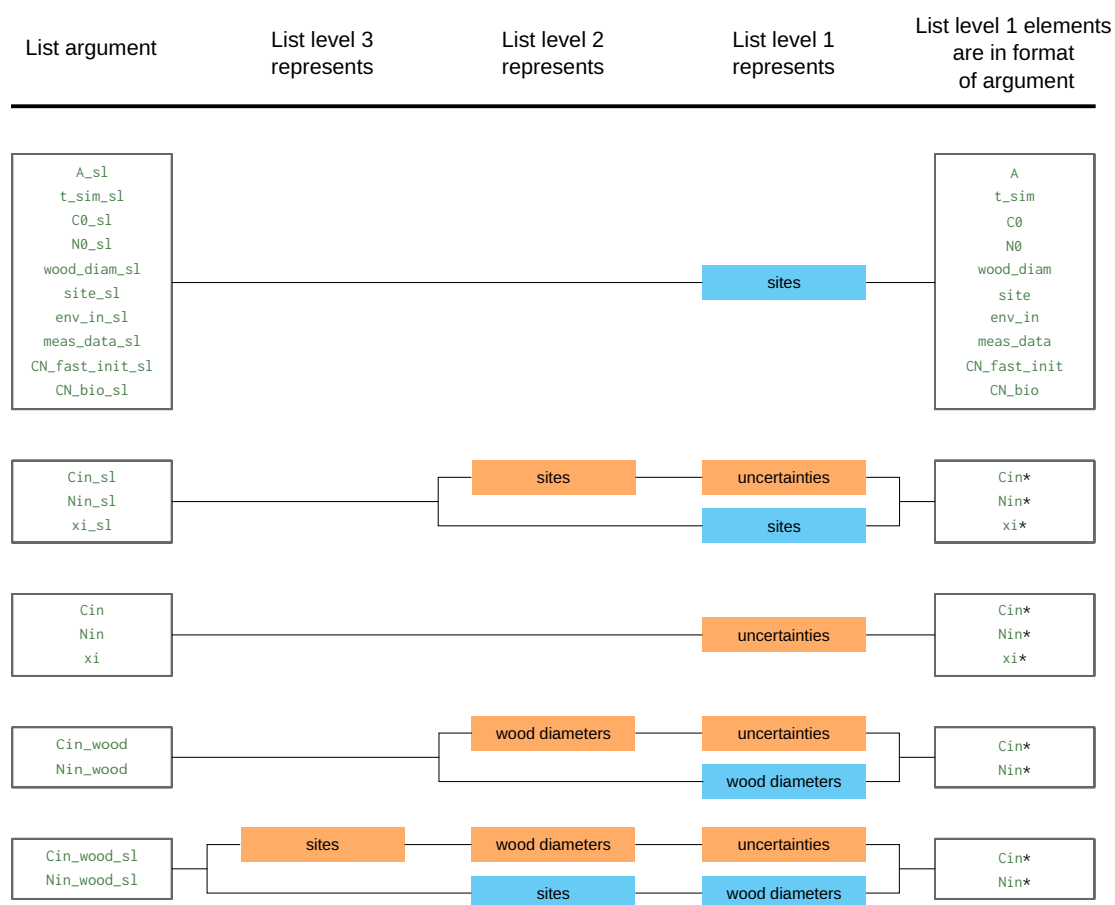 List argument
List level 3
represents
List level 2
represents
List level 1
represents
List level 1 elements
are in format
of argument
A_sl
t_sim_sl
C0_sl
N0_sl
wood_diam_sl
site_sl
env_in_sl
meas_data_sl
CN_fast_init_sl
CN_bio_sl
sites
A
t_sim
C0
N0
wood_diam
site
env_in
meas_data
CN_fast_init
CN_bio
Cin_sl
Nin_sl
xi_sl
sites
uncertainties
sites
Cin*
Nin*
xi*
Cin
Nin
xi
uncertainties
Cin*
Nin*
xi*
Cin_wood
Nin_wood
wood diameters
uncertainties
wood diameters
Cin*
Nin*
Cin_wood_sl
Nin_wood_sl
sites
wood diameters
uncertainties
sites
wood diameters
Cin*
Nin*